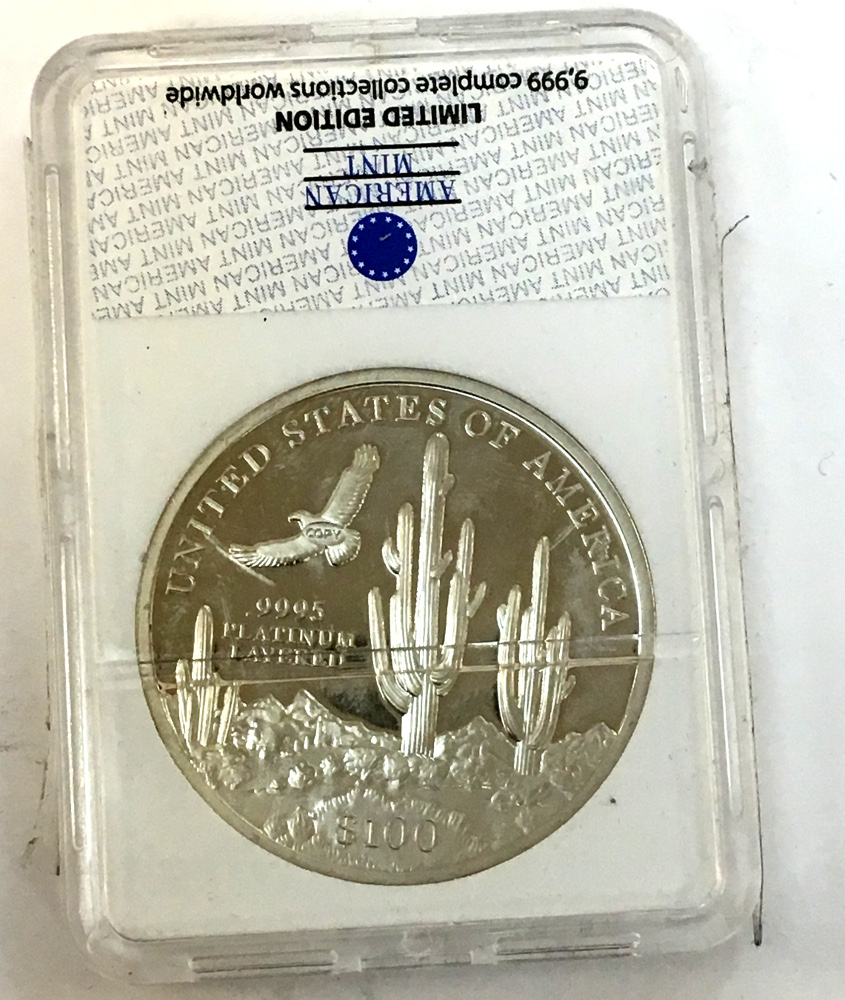 AMERICAN
MINT
LIMITED EDITION
9,999 complete collections worldwide
UNITED STATES OF AMERICA
COPY
.9995
PLATINUM
LAYERED
$100